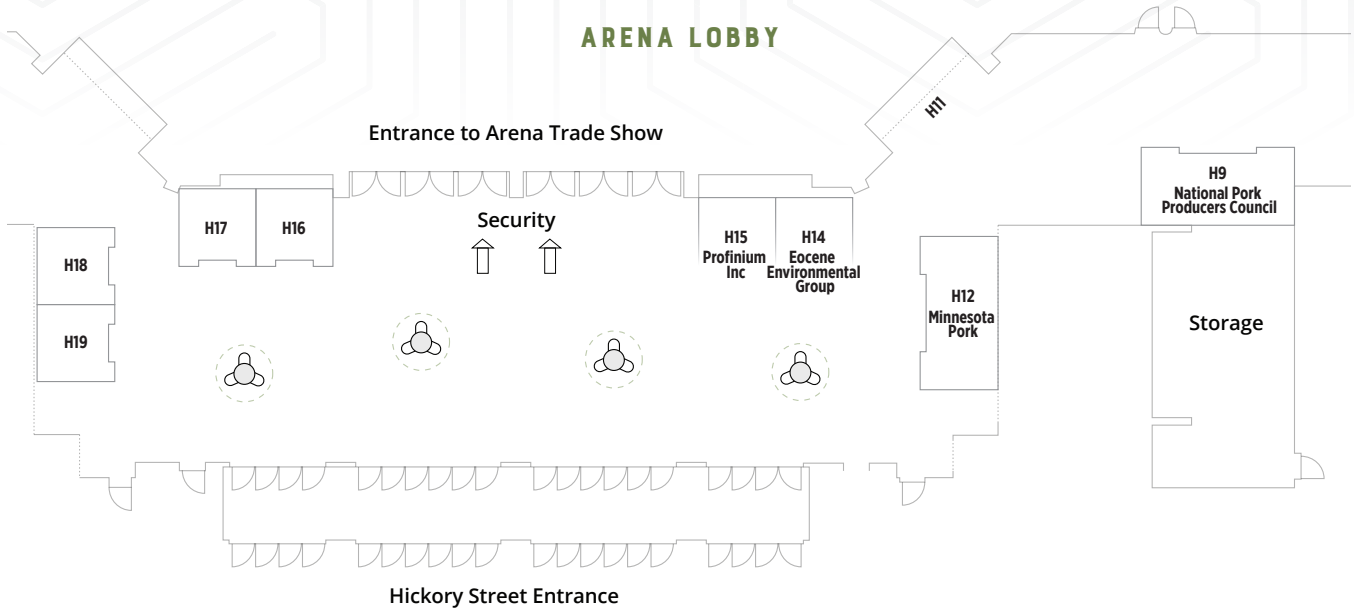 ARENA LOBBY
H11
Entrance to Arena Trade Show
H9
National Pork
Producers Council
H17
H16
Security
H15
Profinium
Inc
H14
Eocene
Environmental
Group
H18
H19
H12
Minnesota
Pork
Storage
Hickory Street Entrance